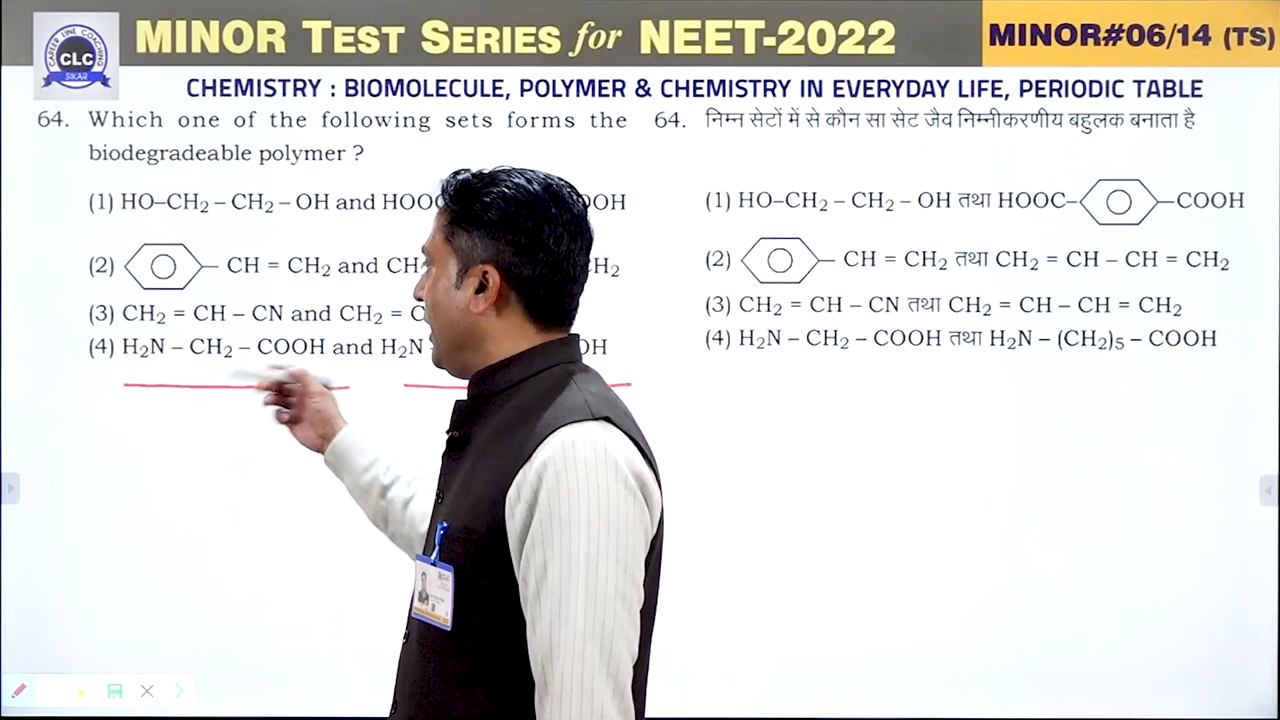 CAREER LINE COACHING
CLC
SIKAR
MINOR TEST SERIES for NEET-2022
MINOR#06/14 (TS)
CHEMISTRY : BIOMOLECULE, POLYMER & CHEMISTRY IN EVERYDAY LIFE, PERIODIC TABLE
64. Which one of the following sets forms the
biodegradeable polymer ?
(1) HO–CH₂ – CH₂ – OH and
(2) – CH = CH₂ and
(3) CH₂ = CH – CN and CH₂ =
(4) H₂N – CH₂ – COOH and H₂N
64. निम्न सेटों में से कौन सा सेट जैव निम्नीकरणीय बहुलक बनाता है
(1) HO–CH₂ – CH₂ – OH तथा HOOC– –COOH
(2) – CH = CH₂ तथा CH₂ = CH – CH = CH₂
(3) CH₂ = CH – CN तथा CH₂ = CH – CH = CH₂
(4) H₂N – CH₂ – COOH तथा H₂N – (CH₂)₅ – COOH